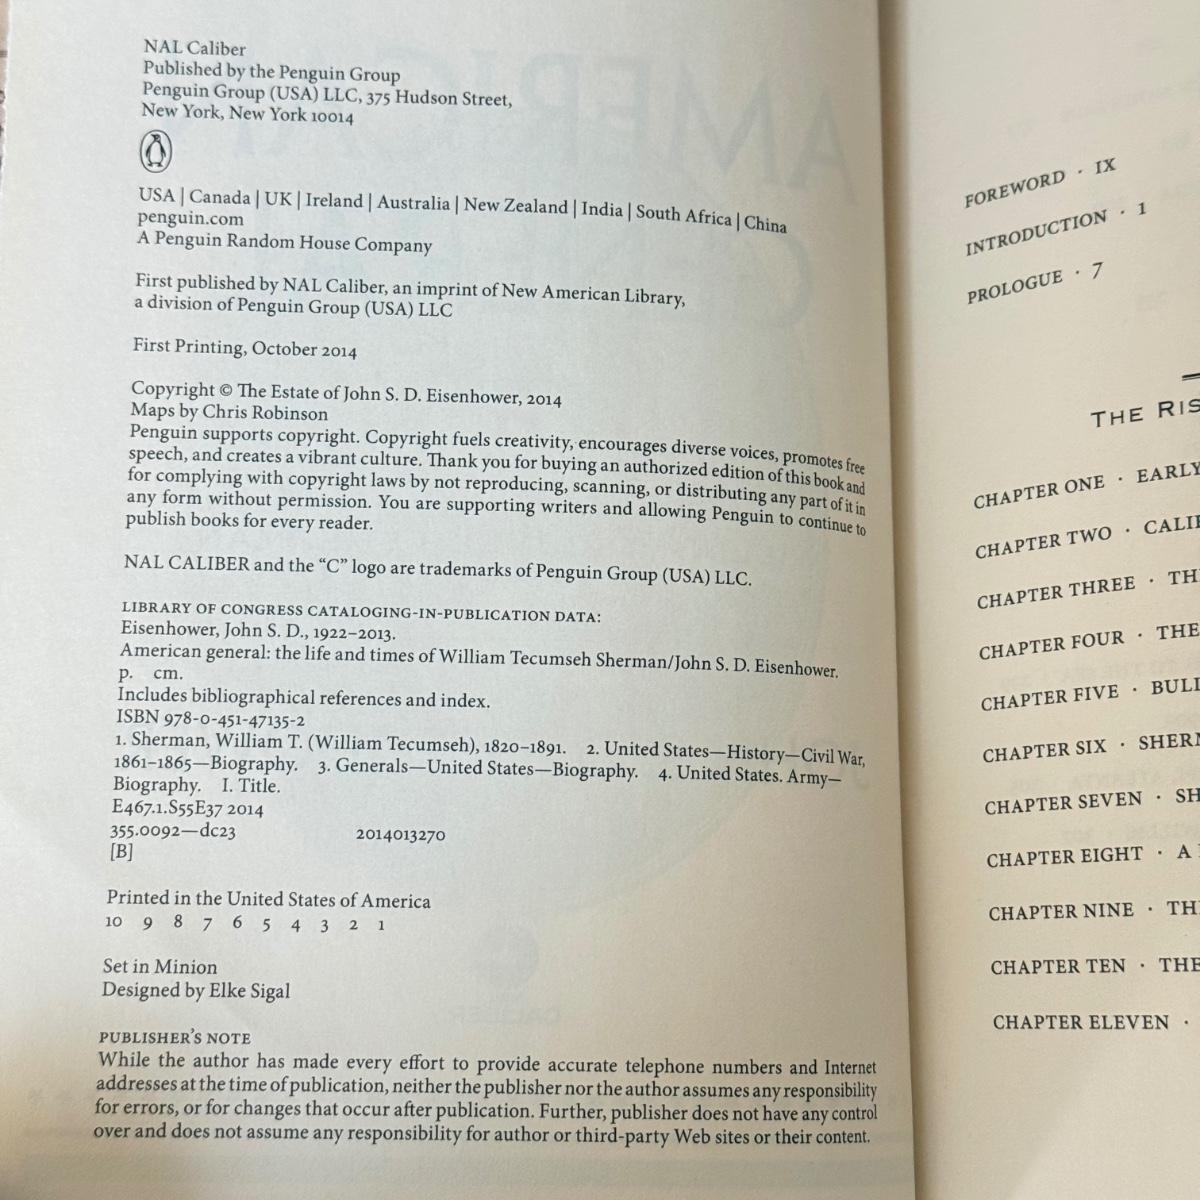 NAL Caliber
Published by the Penguin Group
Penguin Group (USA) LLC, 375 Hudson Street,
New York, New York 10014
USA | Canada | UK | Ireland | Australia | New Zealand | India | South Africa | China
penguin.com
A Penguin Random House Company
First published by NAL Caliber, an imprint of New American Library,
a division of Penguin Group (USA) LLC
First Printing, October 2014
Copyright © The Estate of John S. D. Eisenhower, 2014
Maps by Chris Robinson
Penguin supports copyright. Copyright fuels creativity, encourages diverse voices, promotes free
speech, and creates a vibrant culture. Thank you for buying an authorized edition of this book and
for complying with copyright laws by not reproducing, scanning, or distributing any part of it in
any form without permission. You are supporting writers and allowing Penguin to continue to
publish books for every reader.
NAL CALIBER and the “C” logo are trademarks of Penguin Group (USA) LLC.
LIBRARY OF CONGRESS CATALOGING-IN-PUBLICATION DATA:
Eisenhower, John S. D., 1922–2013.
American general: the life and times of William Tecumseh Sherman/John S. D. Eisenhower.
p. cm.
Includes bibliographical references and index.
ISBN 978-0-451-47135-2
1. Sherman, William T. (William Tecumseh), 1820–1891. 2. United States—History—Civil War,
1861–1865—Biography. 3. Generals—United States—Biography. 4. United States. Army—
Biography. I. Title.
E467.1.S55E37 2014
355.0092—dc23 2014013270
[B]
Printed in the United States of America
10 9 8 7 6 5 4 3 2 1
Set in Minion
Designed by Elke Sigal
PUBLISHER’S NOTE
While the author has made every effort to provide accurate telephone numbers and Internet
addresses at the time of publication, neither the publisher nor the author assumes any responsibility
for errors, or for changes that occur after publication. Further, publisher does not have any control
over and does not assume any responsibility for author or third-party Web sites or their content.
FOREWORD · IX
INTRODUCTION · 1
PROLOGUE · 7
THE RIS
CHAPTER ONE · EARLY
CHAPTER TWO · CALIF
CHAPTER THREE · TH
CHAPTER FOUR · THE
CHAPTER FIVE · BULL
CHAPTER SIX · SHERM
CHAPTER SEVEN · SH
CHAPTER EIGHT · A
CHAPTER NINE · TH
CHAPTER TEN · THE
CHAPTER ELEVEN ·